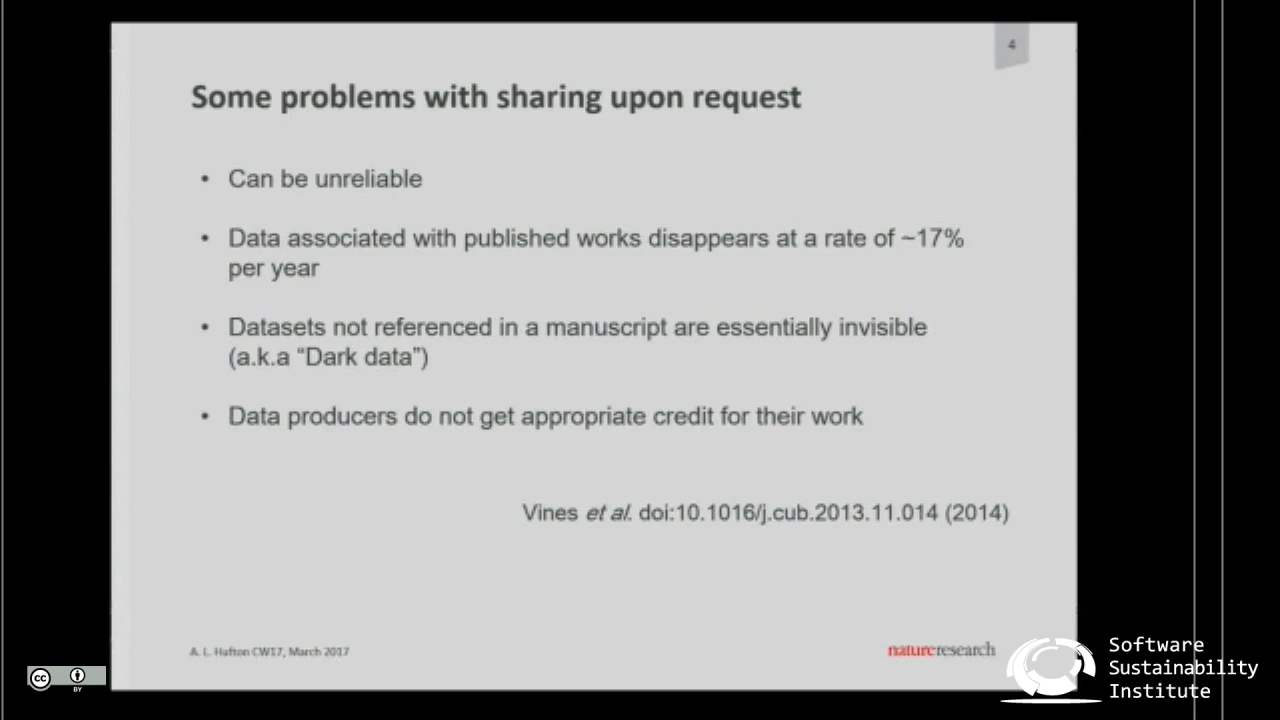 4
Some problems with sharing upon request
• Can be unreliable
• Data associated with published works disappears at a rate of ~17%
per year
• Datasets not referenced in a manuscript are essentially invisible
(a.k.a “Dark data”)
• Data producers do not get appropriate credit for their work
Vines et al. doi:10.1016/j.cub.2013.11.014 (2014)
A. L. Hufton CW17, March 2017
natureresearch
Software
Sustainability
Institute
cc
BY